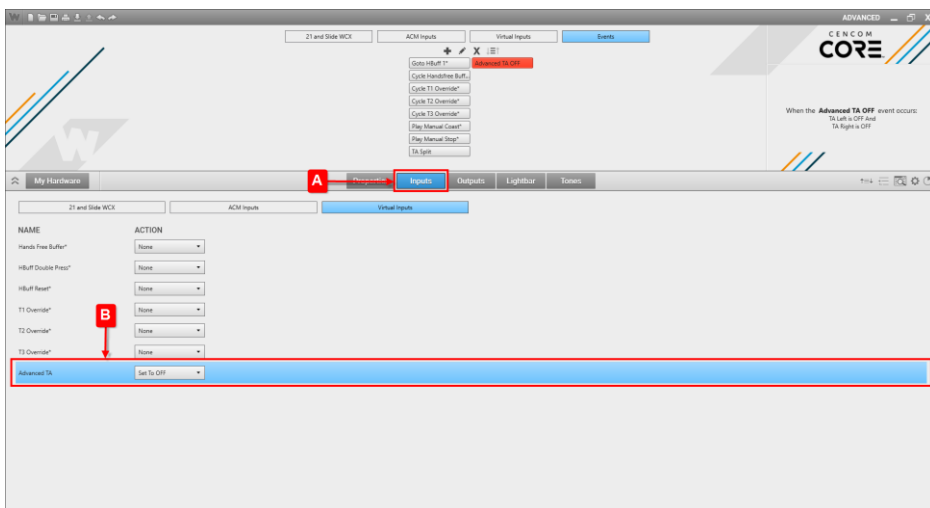 ADVANCED
21 and Slide WCX
ACM Inputs
Virtual Inputs
Events
CENCOM
CORE
Goto HBuff 1*
Advanced TA OFF
Cycle Handsfree Buff...
Cycle T1 Override*
Cycle T2 Override*
Cycle T3 Override*
Play Manual Coast*
Play Manual Stop*
TA Split
When the Advanced TA OFF event occurs:
TA Left is OFF And
TA Right is OFF
My Hardware
A
Properties
Inputs
Outputs
Lightbar
Tones
21 and Slide WCX
ACM Inputs
Virtual Inputs
NAME
ACTION
Hands Free Buffer*
None
HBuff Double Press*
None
HBuff Reset*
None
T1 Override*
None
B
T2 Override*
None
T3 Override*
None
Advanced TA
Set To OFF